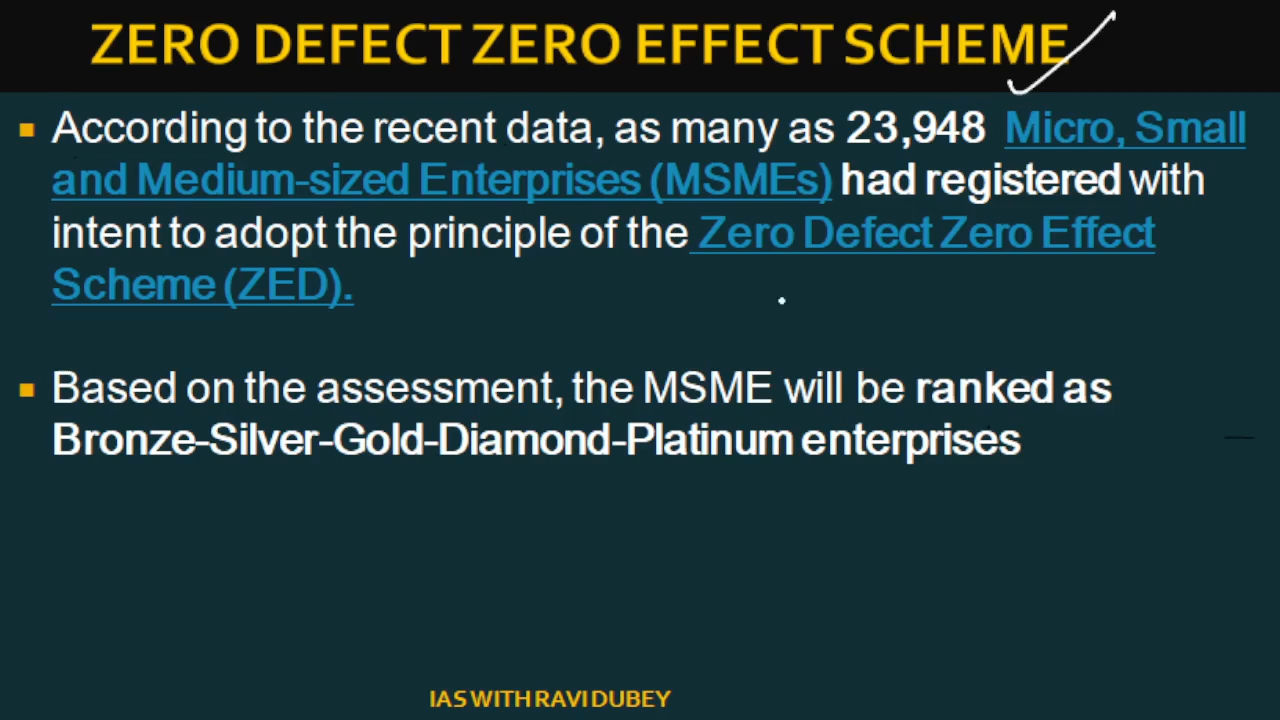 ZERO DEFECT ZERO EFFECT SCHEME
According to the recent data, as many as 23,948 Micro, Small
and Medium-sized Enterprises (MSMEs) had registered with
intent to adopt the principle of the Zero Defect Zero Effect
Scheme (ZED).
Based on the assessment, the MSME will be ranked as
Bronze-Silver-Gold-Diamond-Platinum enterprises
IAS WITH RAVI DUBEY